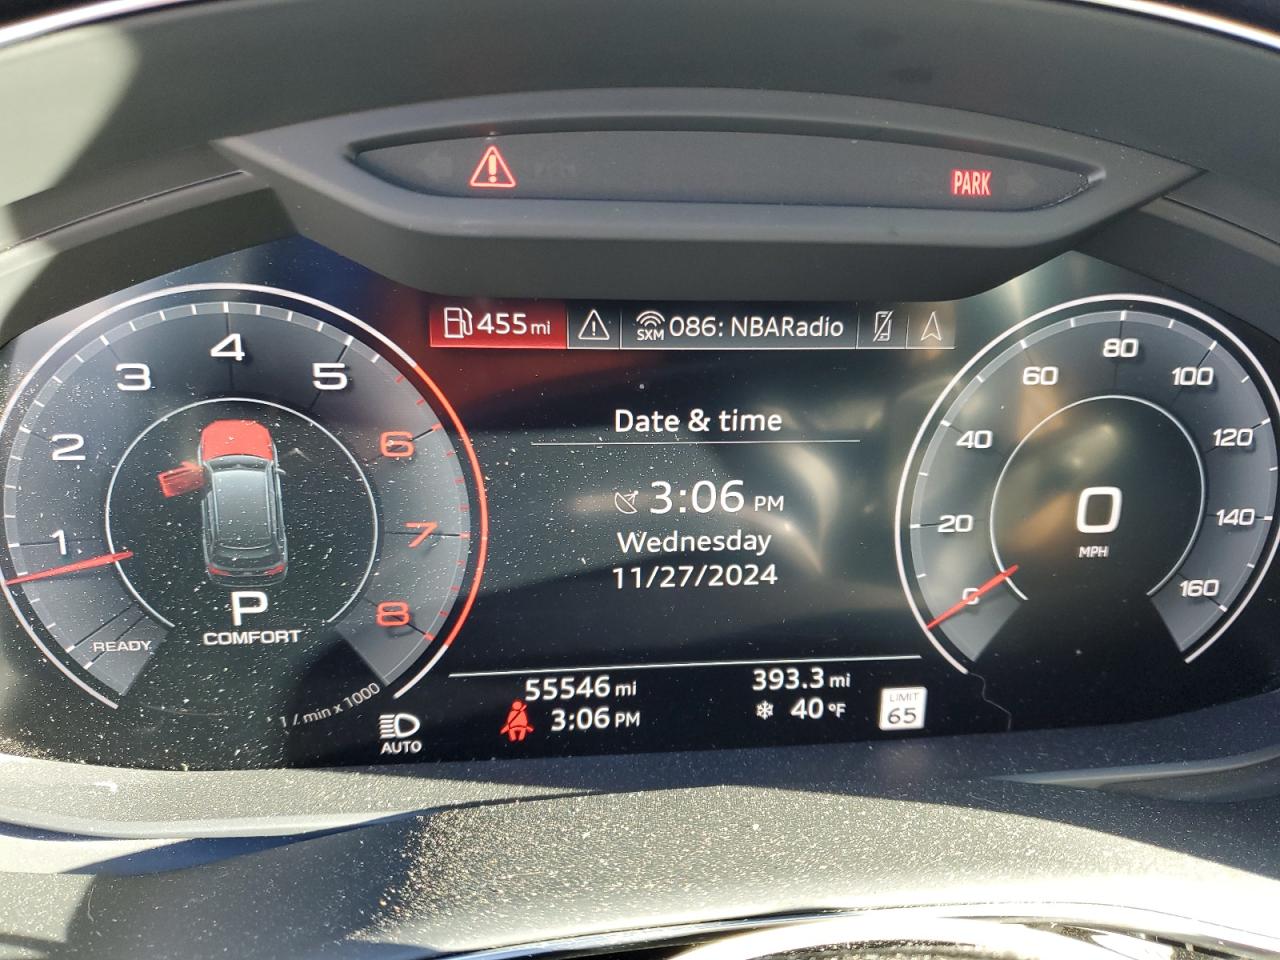 PARK
455 mi
SXM 086: NBARadio
1
2
3
4
5
6
7
8
READY
P
COMFORT
1 / min x 1000
Date & time
3:06 PM
Wednesday
11/27/2024
0
20
40
60
80
100
120
140
160
0
MPH
AUTO
55546 mi
3:06 PM
393.3 mi
40 °F
LIMIT
65